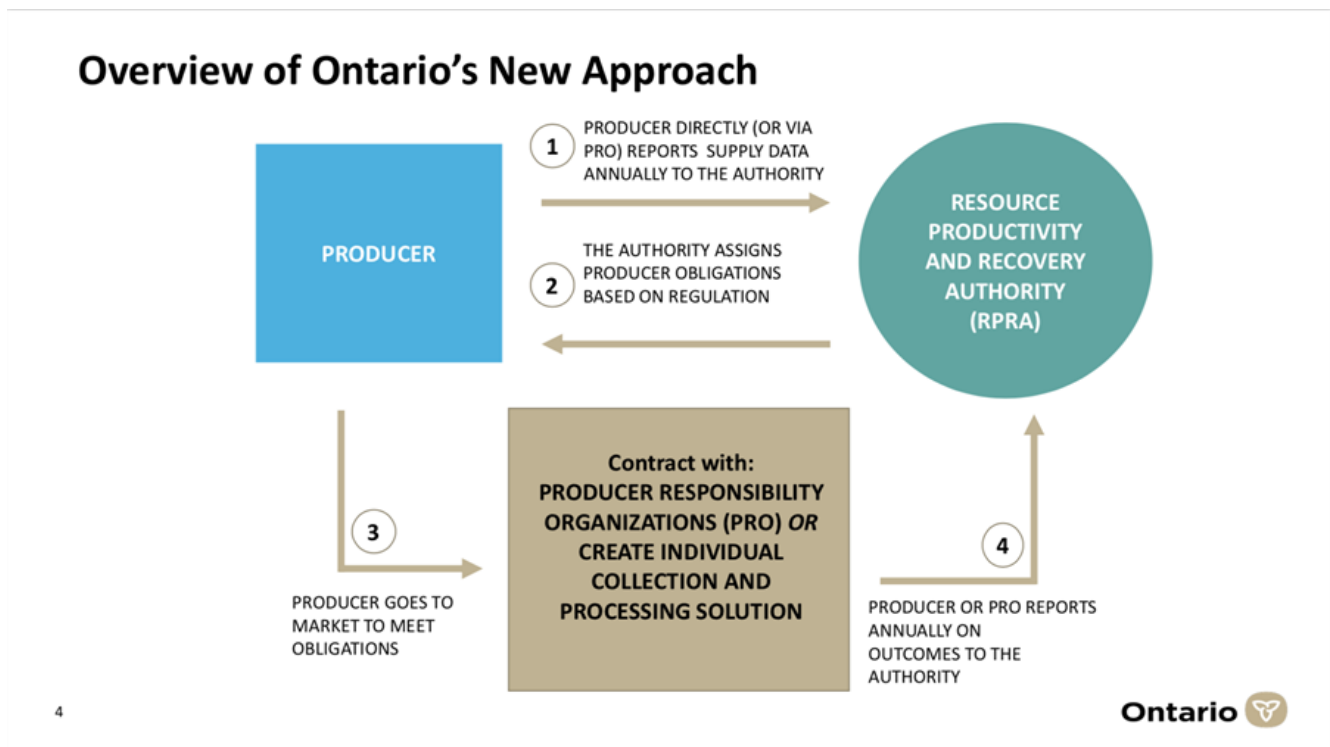 Overview of Ontario’s New Approach
PRODUCER
1
PRODUCER DIRECTLY (OR VIA
PRO) REPORTS SUPPLY DATA
ANNUALLY TO THE AUTHORITY
2
THE AUTHORITY ASSIGNS
PRODUCER OBLIGATIONS
BASED ON REGULATION
RESOURCE
PRODUCTIVITY
AND RECOVERY
AUTHORITY
(RPRA)
3
PRODUCER GOES TO
MARKET TO MEET
OBLIGATIONS
Contract with:
PRODUCER RESPONSIBILITY
ORGANIZATIONS (PRO) OR
CREATE INDIVIDUAL
COLLECTION AND
PROCESSING SOLUTION
4
PRODUCER OR PRO REPORTS
ANNUALLY ON
OUTCOMES TO THE
AUTHORITY
4
Ontario